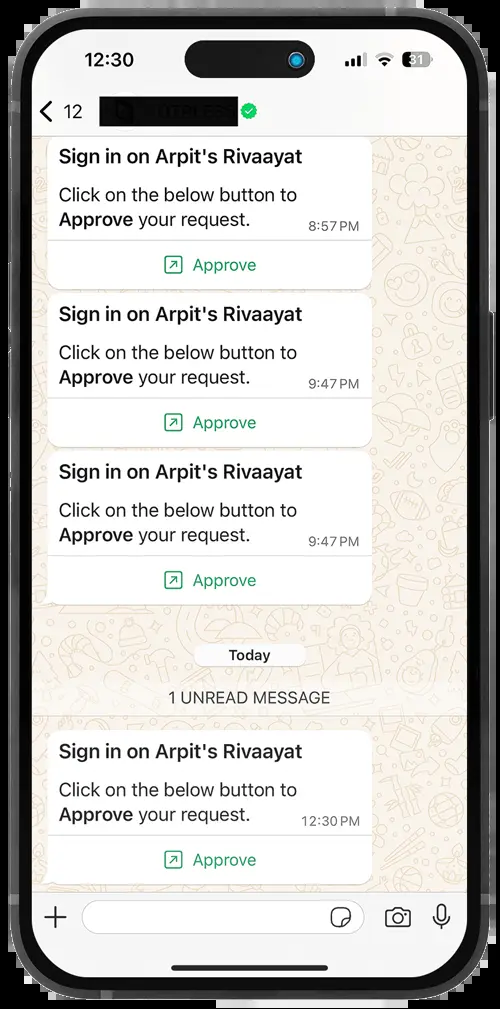 12:30
31
12
Sign in on Arpit's Rivaayat
Click on the below button to
Approve your request.
8:57 PM
Approve
Sign in on Arpit's Rivaayat
Click on the below button to
Approve your request.
9:47 PM
Approve
Sign in on Arpit's Rivaayat
Click on the below button to
Approve your request.
9:47 PM
Approve
Today
1 UNREAD MESSAGE
Sign in on Arpit's Rivaayat
Click on the below button to
Approve your request.
12:30 PM
Approve